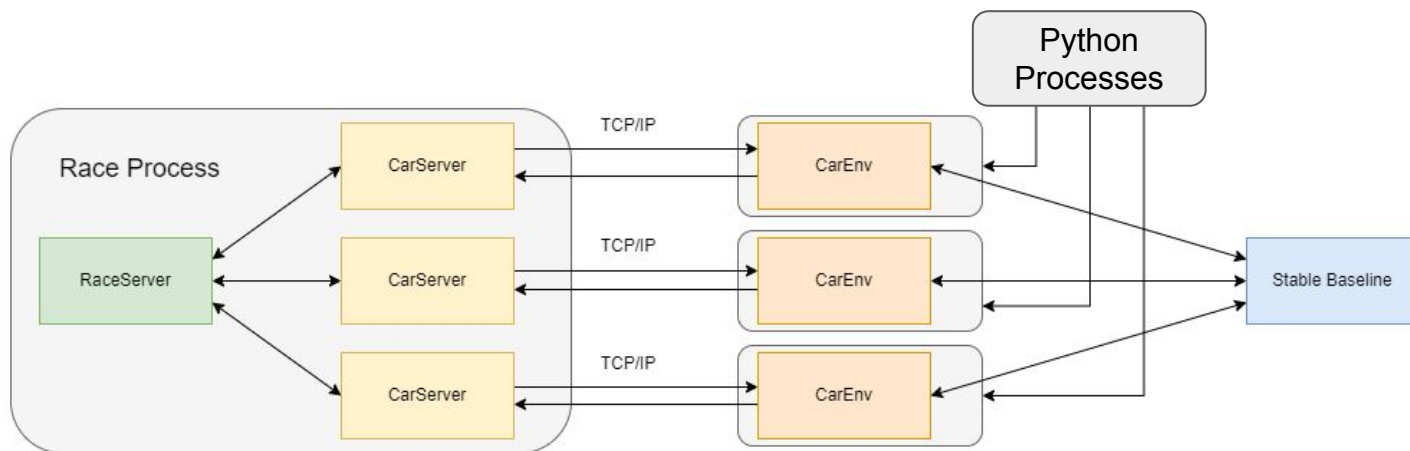 Python
Processes
TCP/IP
Race Process
CarServer
CarEnv
TCP/IP
RaceServer
CarServer
CarEnv
Stable Baseline
TCP/IP
CarServer
CarEnv